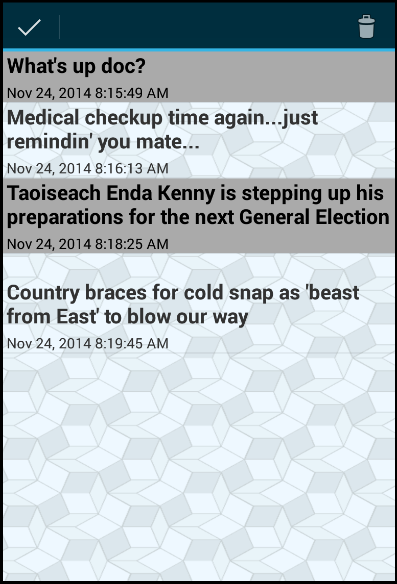 What's up doc?
Nov 24, 2014 8:15:49 AM
Medical checkup time again...just
remindin' you mate...
Nov 24, 2014 8:16:13 AM
Taoiseach Enda Kenny is stepping up his
preparations for the next General Election
Nov 24, 2014 8:18:25 AM
Country braces for cold snap as 'beast
from East' to blow our way
Nov 24, 2014 8:19:45 AM